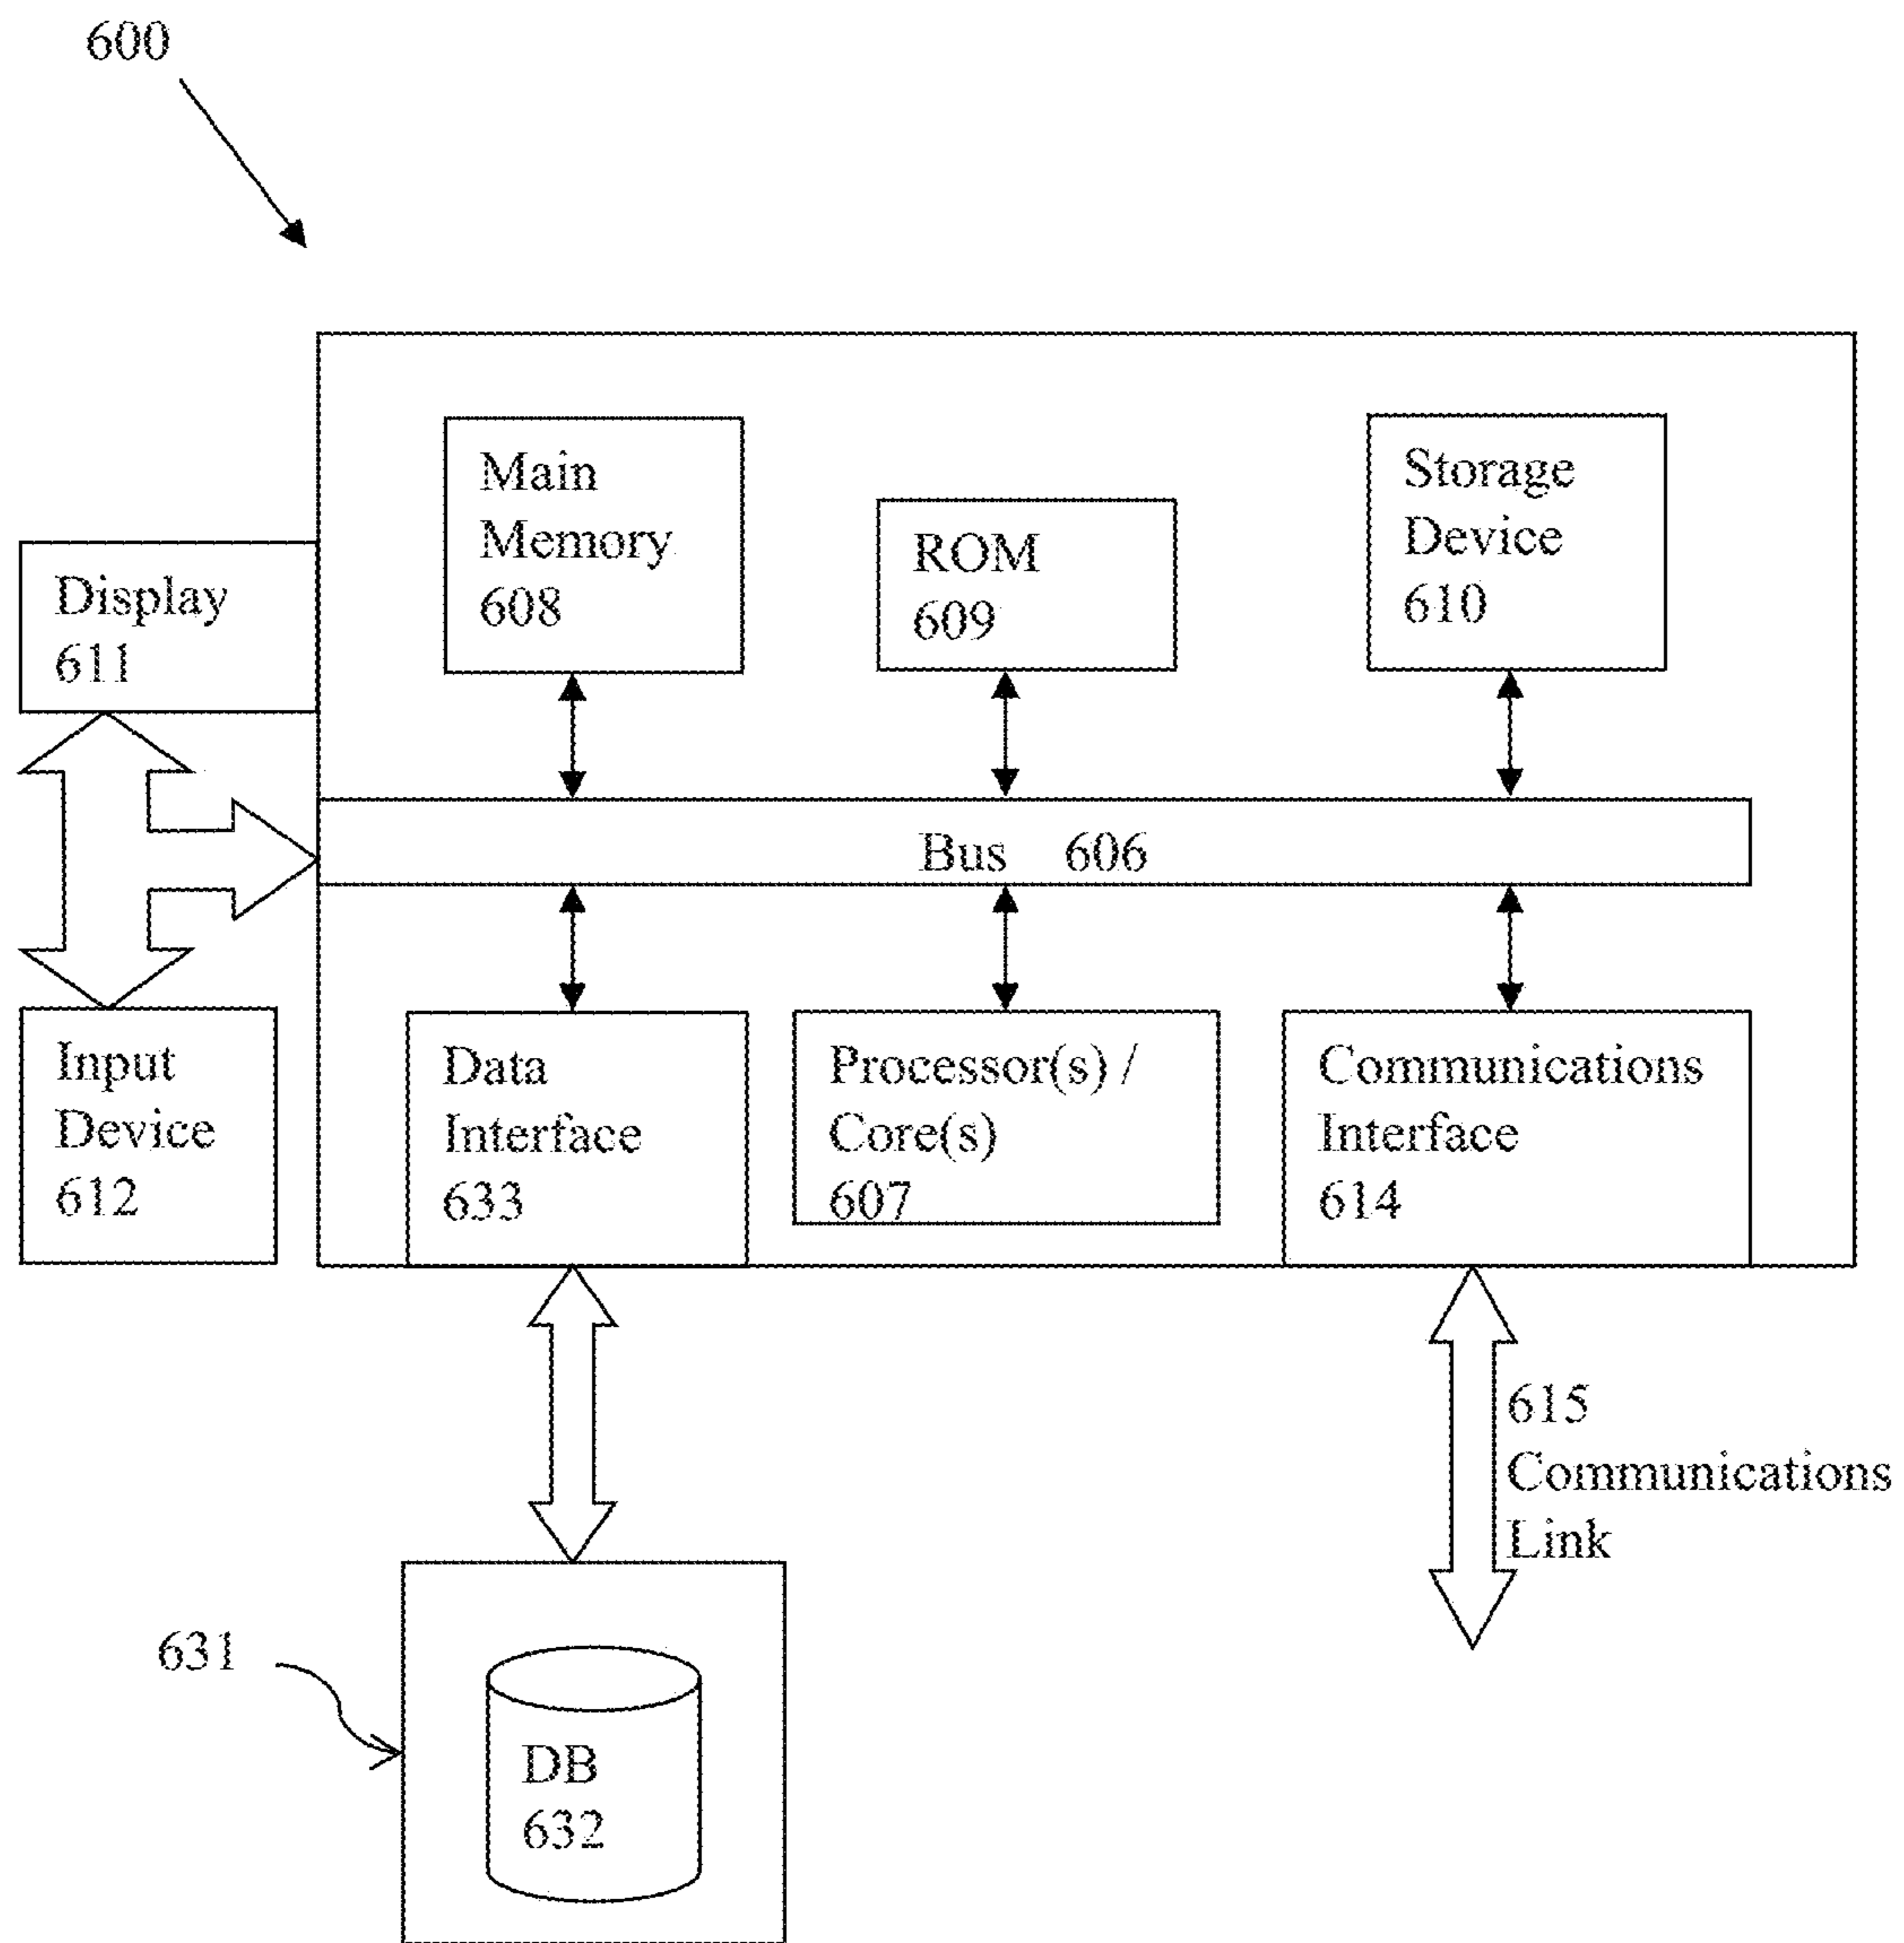 600
Main
Memory
608
ROM
609
Storage
Device
610
Display
611
Bus 606
Input
Device
612
Data
Interface
633
Processor(s) /
Core(s)
607
Communications
Interface
614
615
Communications
Link
631
DB
632